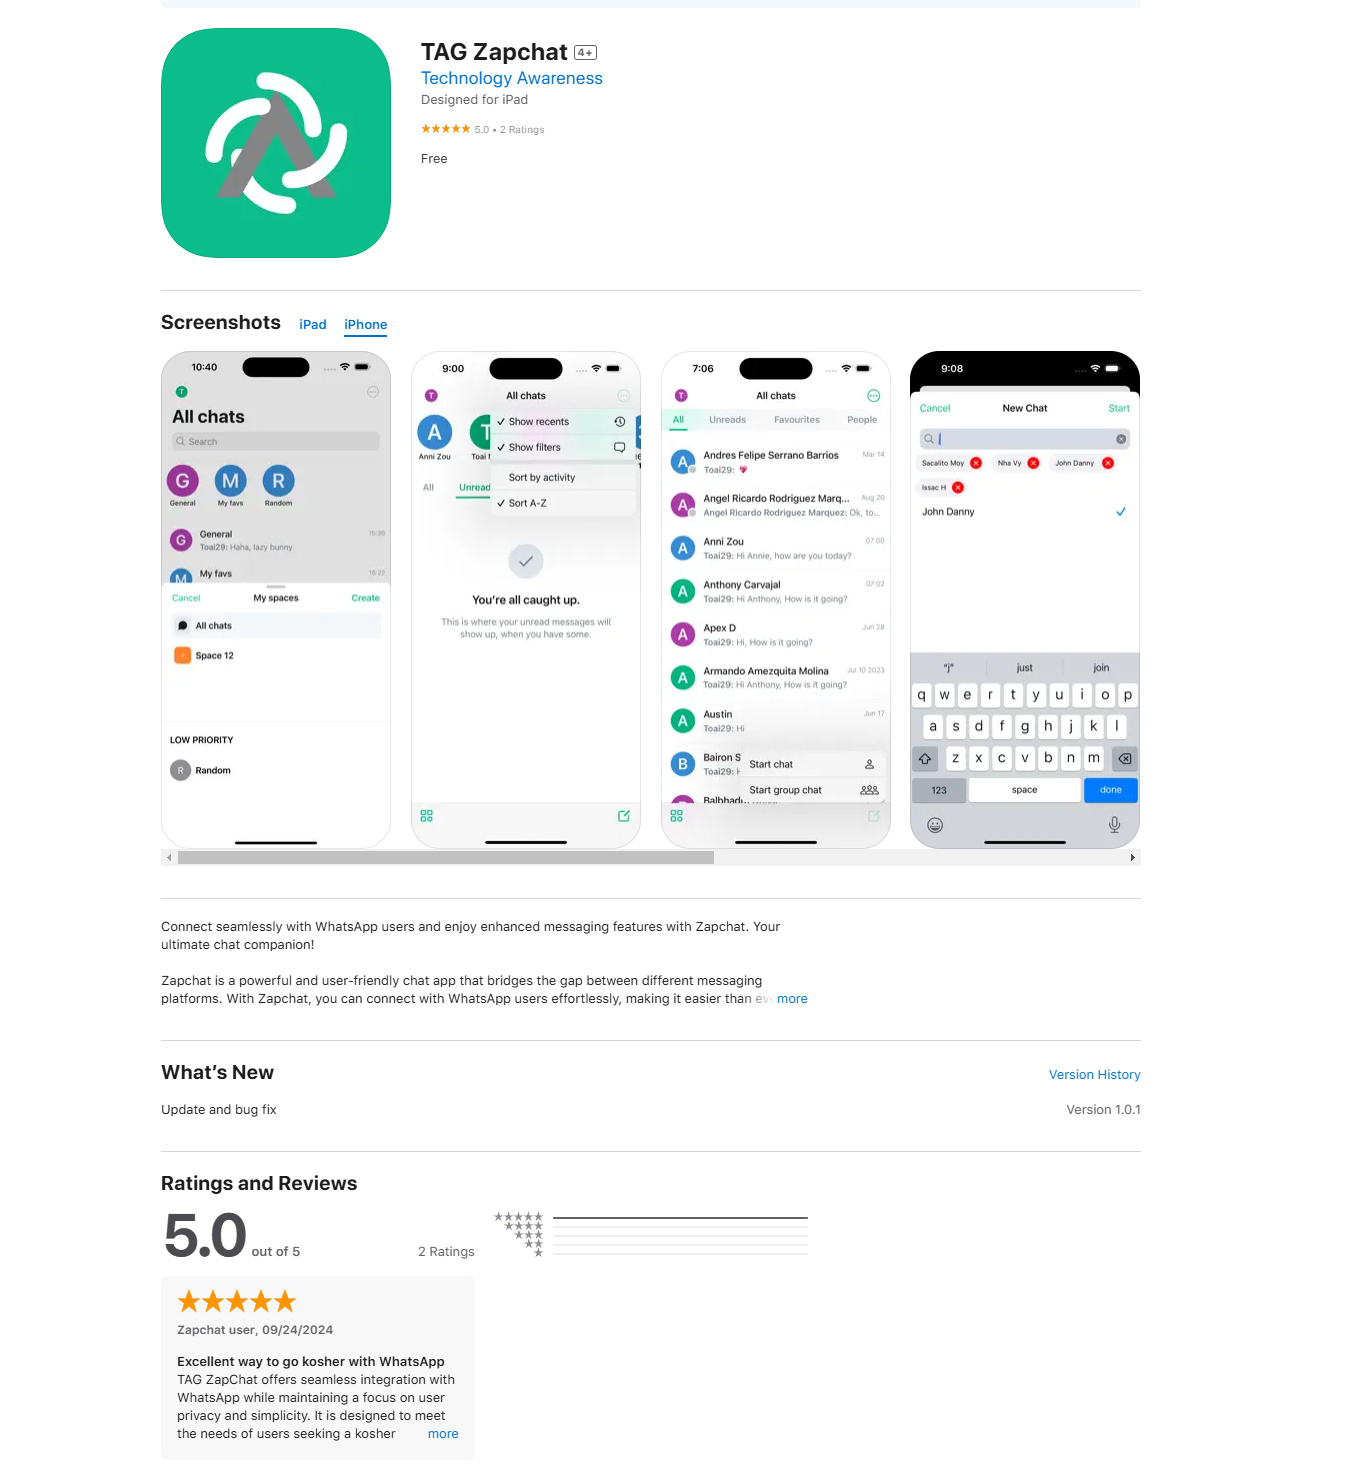 TAG Zapchat 4+
Technology Awareness
Designed for iPad
★★★★★ 5.0 • 2 Ratings
Free
Screenshots iPad iPhone
10:40
T
All chats
Search
G M R
General My favs Random
G General 15:26
Toai29: Haha, lazy bunny
M My favs 16:22
Cancel My spaces Create
All chats
Space 12
LOW PRIORITY
R Random
9:00
T All chats
✓ Show recents
✓ Show filters
Sort by activity
✓ Sort A-Z
A T
Anni Zou Toai
All Unread
You're all caught up.
This is where your unread messages will
show up, when you have some.
7:06
T All chats
All Unreads Favourites People
A Andres Felipe Serrano Barrios Mar 14
Toai29:
A Angel Ricardo Rodriguez Marq... Aug 20
Angel Ricardo Rodriguez Marquez: Ok, to...
A Anni Zou 07:00
Toai29: Hi Annie, how are you today?
A Anthony Carvajal 07:02
Toai29: Hi Anthony, How is it going?
A Apex D Jun 28
Toai29: Hi, How is it going?
A Armando Amezquita Molina Jul 10 2023
Toai29: Hi Anthony, How is it going?
A Austin Jun 17
Toai29: Hi
B Bairon S
Toai29: H
Start chat
Start group chat
9:08
Cancel New Chat Start
Sacalito Moy Nha Vy John Danny
Issac H
John Danny ✓
"j" just join
q w e r t y u i o p
a s d f g h j k l
z x c v b n m
123 space done
Connect seamlessly with WhatsApp users and enjoy enhanced messaging features with Zapchat. Your
ultimate chat companion!
Zapchat is a powerful and user-friendly chat app that bridges the gap between different messaging
platforms. With Zapchat, you can connect with WhatsApp users effortlessly, making it easier than eve more
What's New Version History
Update and bug fix Version 1.0.1
Ratings and Reviews
5.0 out of 5 2 Ratings
★★★★★
★★★★
★★★
★★
★
★★★★★
Zapchat user, 09/24/2024
Excellent way to go kosher with WhatsApp
TAG ZapChat offers seamless integration with
WhatsApp while maintaining a focus on user
privacy and simplicity. It is designed to meet
the needs of users seeking a kosher more